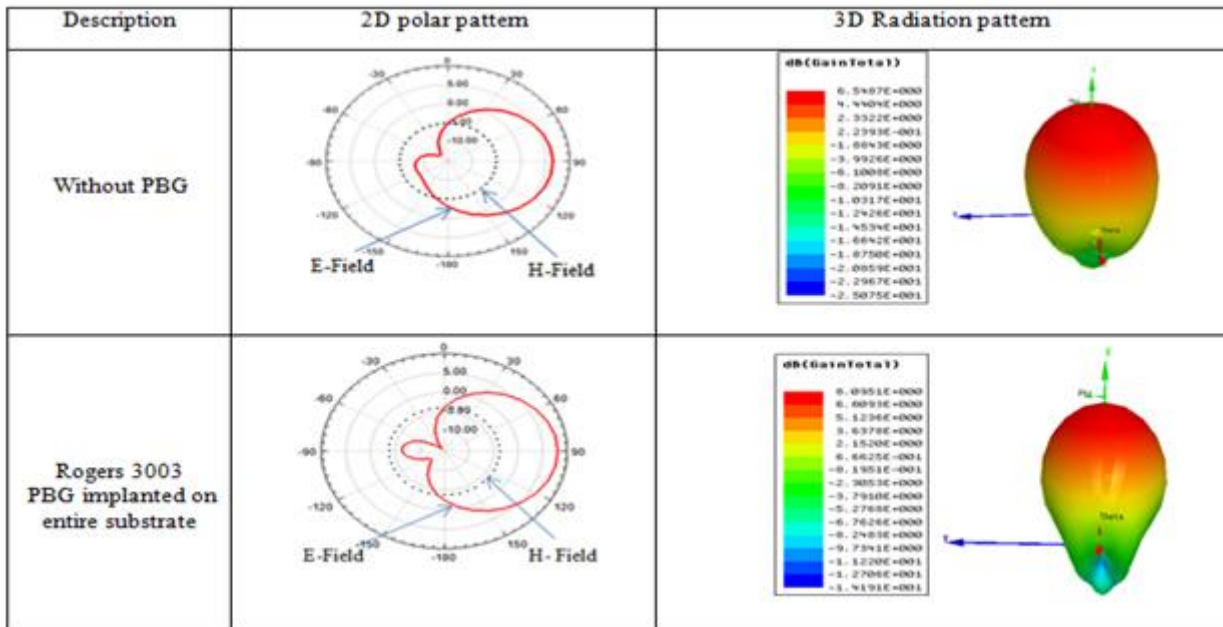 Description
2D polar pattern
3D Radiation pattern
Without PBG
0
-30
30
-60
60
-90
90
-120
120
-150
150
-180
5.00
0.00
-10.00
E-Field
H-Field
dB(GainTotal)
6.5487E+000
4.4404E+000
2.3322E+000
2.2393E-001
-1.8843E+000
-3.9926E+000
-6.1008E+000
-8.2091E+000
-1.0317E+001
-1.2426E+001
-1.4534E+001
-1.6642E+001
-1.8750E+001
-2.0859E+001
-2.2967E+001
-2.5075E+001
Theta
Rogers 3003
PBG implanted on
entire substrate
0
-30
30
-60
60
-90
90
-120
120
-150
150
-180
5.00
0.00
-10.00
E-Field
H- Field
dB(GainTotal)
8.0951E+000
6.6093E+000
5.1236E+000
3.6378E+000
2.1520E+000
6.6625E-001
-8.1951E-001
-2.3053E+000
-3.7910E+000
-5.2768E+000
-6.7626E+000
-8.2483E+000
-9.7341E+000
-1.1220E+001
-1.2706E+001
-1.4191E+001
Phi
Theta